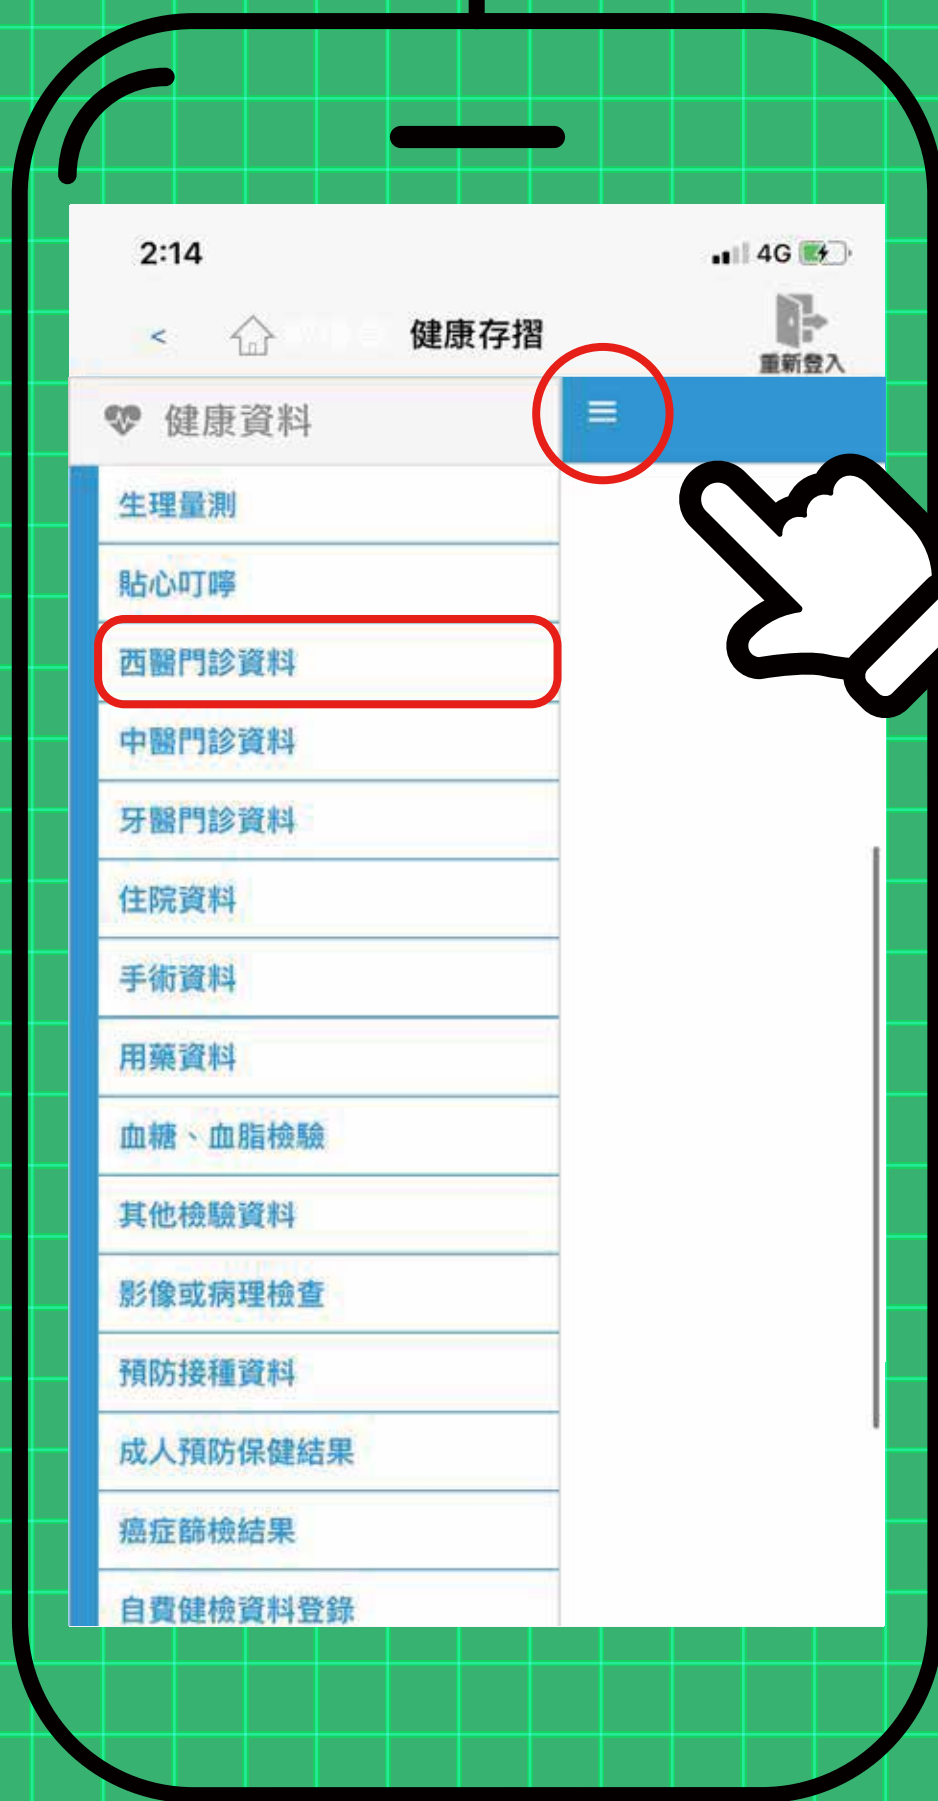 2:14
4G
< 健康存摺
重新登入
健康資料
生理量測
貼心叮嚀
西醫門診資料
中醫門診資料
牙醫門診資料
住院資料
手術資料
用藥資料
血糖、血脂檢驗
其他檢驗資料
影像或病理檢查
預防接種資料
成人預防保健結果
癌症篩檢結果
自費健檢資料登錄